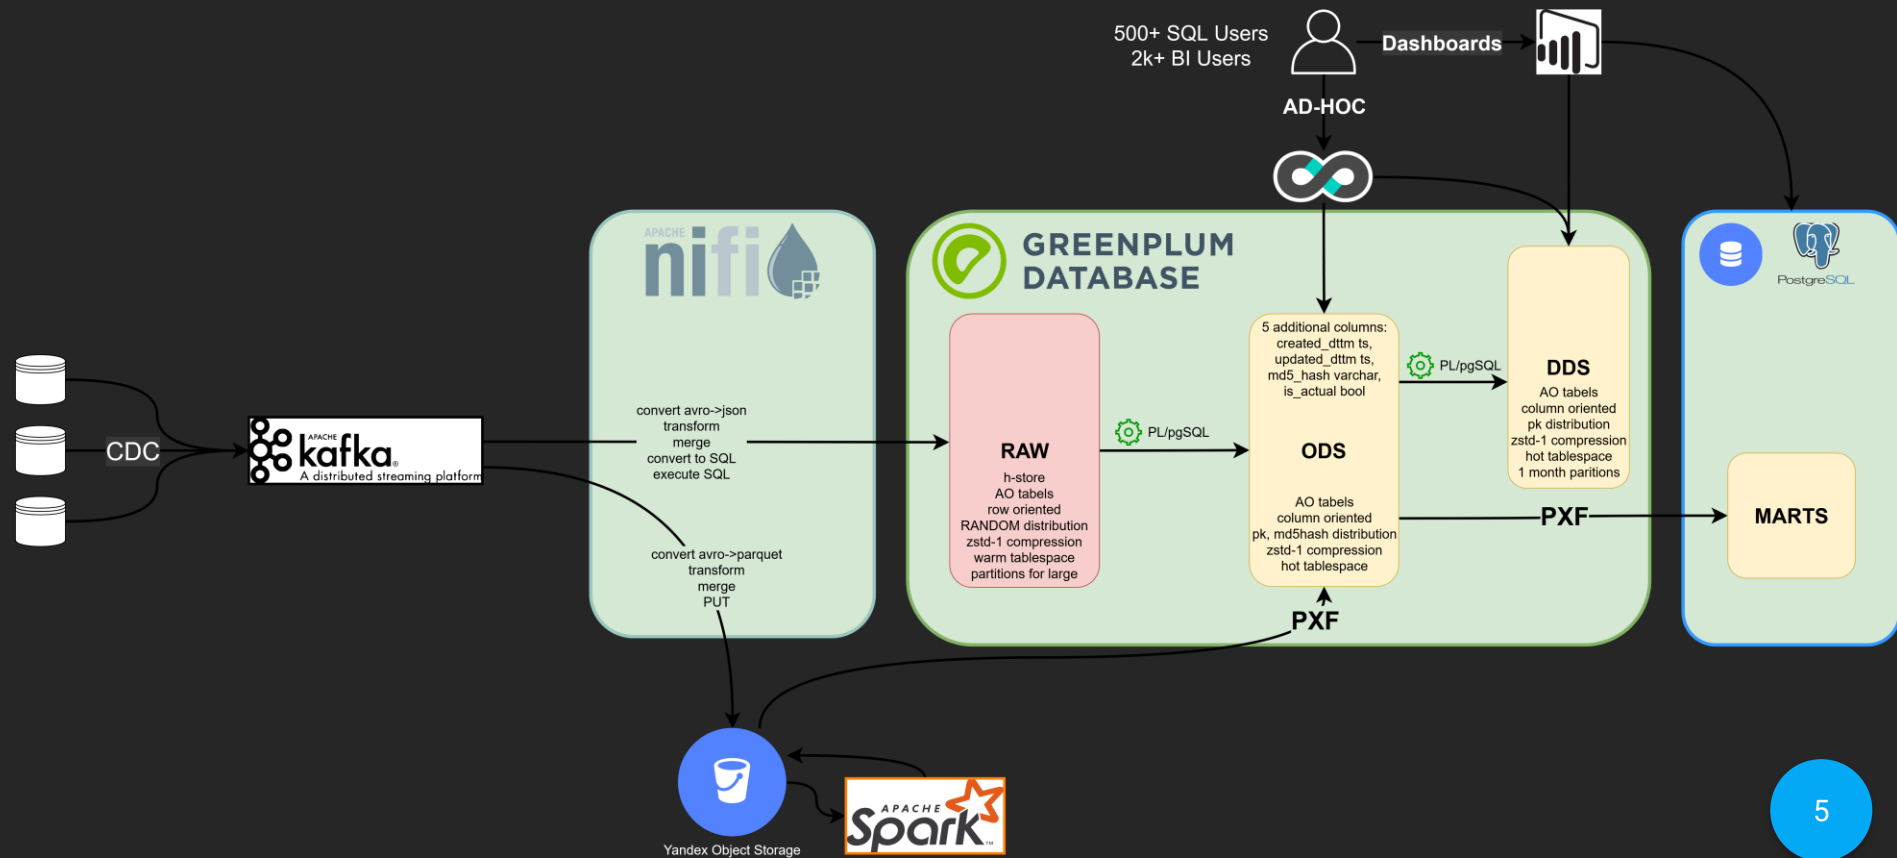 500+ SQL Users
2k+ BI Users
Dashboards
AD-HOC
APACHE
nifi
GREENPLUM
DATABASE
PostgreSQL
CDC
APACHE
kafka®
A distributed streaming platform
convert avro->json
transform
merge
convert to SQL
execute SQL
convert avro->parquet
transform
merge
PUT
RAW
h-store
AO tabels
row oriented
RANDOM distribution
zstd-1 compression
warm tablespace
partitions for large
PL/pgSQL
5 additional columns:
created_dttm ts,
updated_dttm ts,
md5_hash varchar,
is_actual bool
ODS
AO tabels
column oriented
pk, md5hash distribution
zstd-1 compression
hot tablespace
PL/pgSQL
DDS
AO tabels
column oriented
pk distribution
zstd-1 compression
hot tablespace
1 month paritions
PXF
MARTS
PXF
Yandex Object Storage
APACHE
Spark™
5